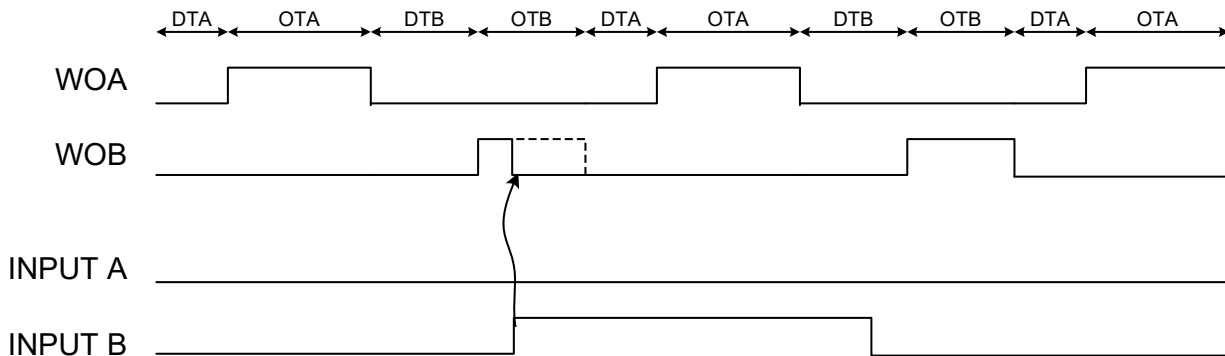 DTA OTA DTB OTB DTA OTA DTB OTB DTA OTA
WOA
WOB
INPUT A
INPUT B